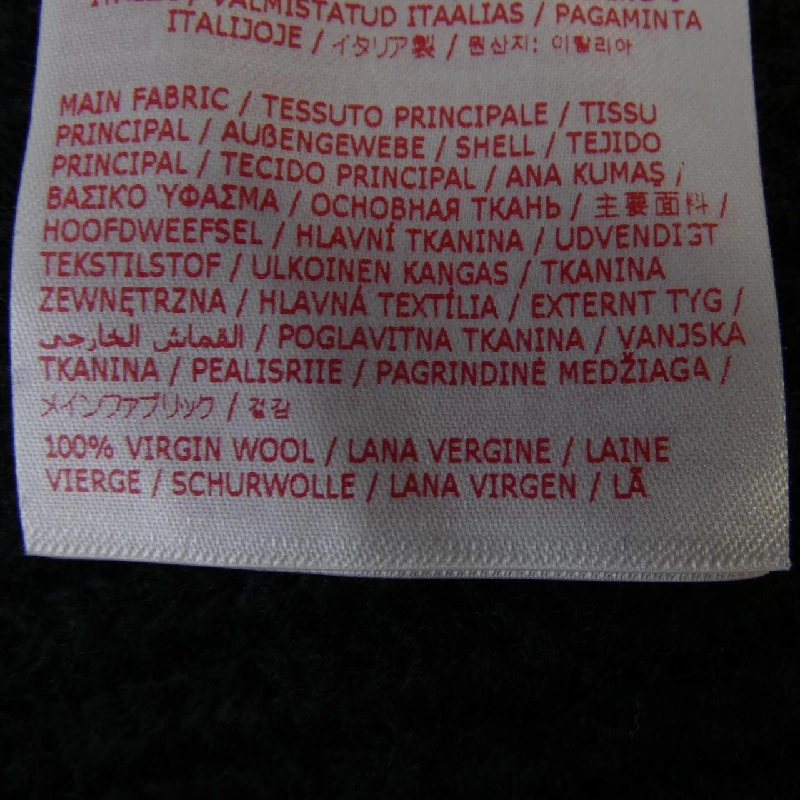 / VALMISTATUD ITAALIAS / PAGAMINTA
ITALIJOJE / イタリア製 / 원산지: 이탈리아
MAIN FABRIC / TESSUTO PRINCIPALE / TISSU
PRINCIPAL / AUßENGEWEBE / SHELL / TEJIDO
PRINCIPAL / TECIDO PRINCIPAL / ANA KUMAŞ /
ΒΑΣΙΚΟ ΎΦΑΣΜΑ / ОСНОВНАЯ ТКАНЬ / 主要面料 /
HOOFDWEEFSEL / HLAVNÍ TKANINA / UDVENDIGT
TEKSTILSTOF / ULKOINEN KANGAS / TKANINA
ZEWNĘTRZNA / HLAVNÁ TEXTÍLIA / EXTERNT TYG /
القماش الخارجي / POGLAVITNA TKANINA / VANJSKA
TKANINA / PEALISRIIE / PAGRINDINĖ MEDŽIAGA /
メインファブリック / 겉감
100% VIRGIN WOOL / LANA VERGINE / LAINE
VIERGE / SCHURWOLLE / LANA VIRGEN / LÃ